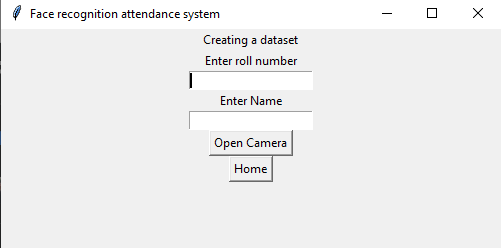 Face recognition attendance system
Creating a dataset
Enter roll number
Enter Name
Open Camera
Home